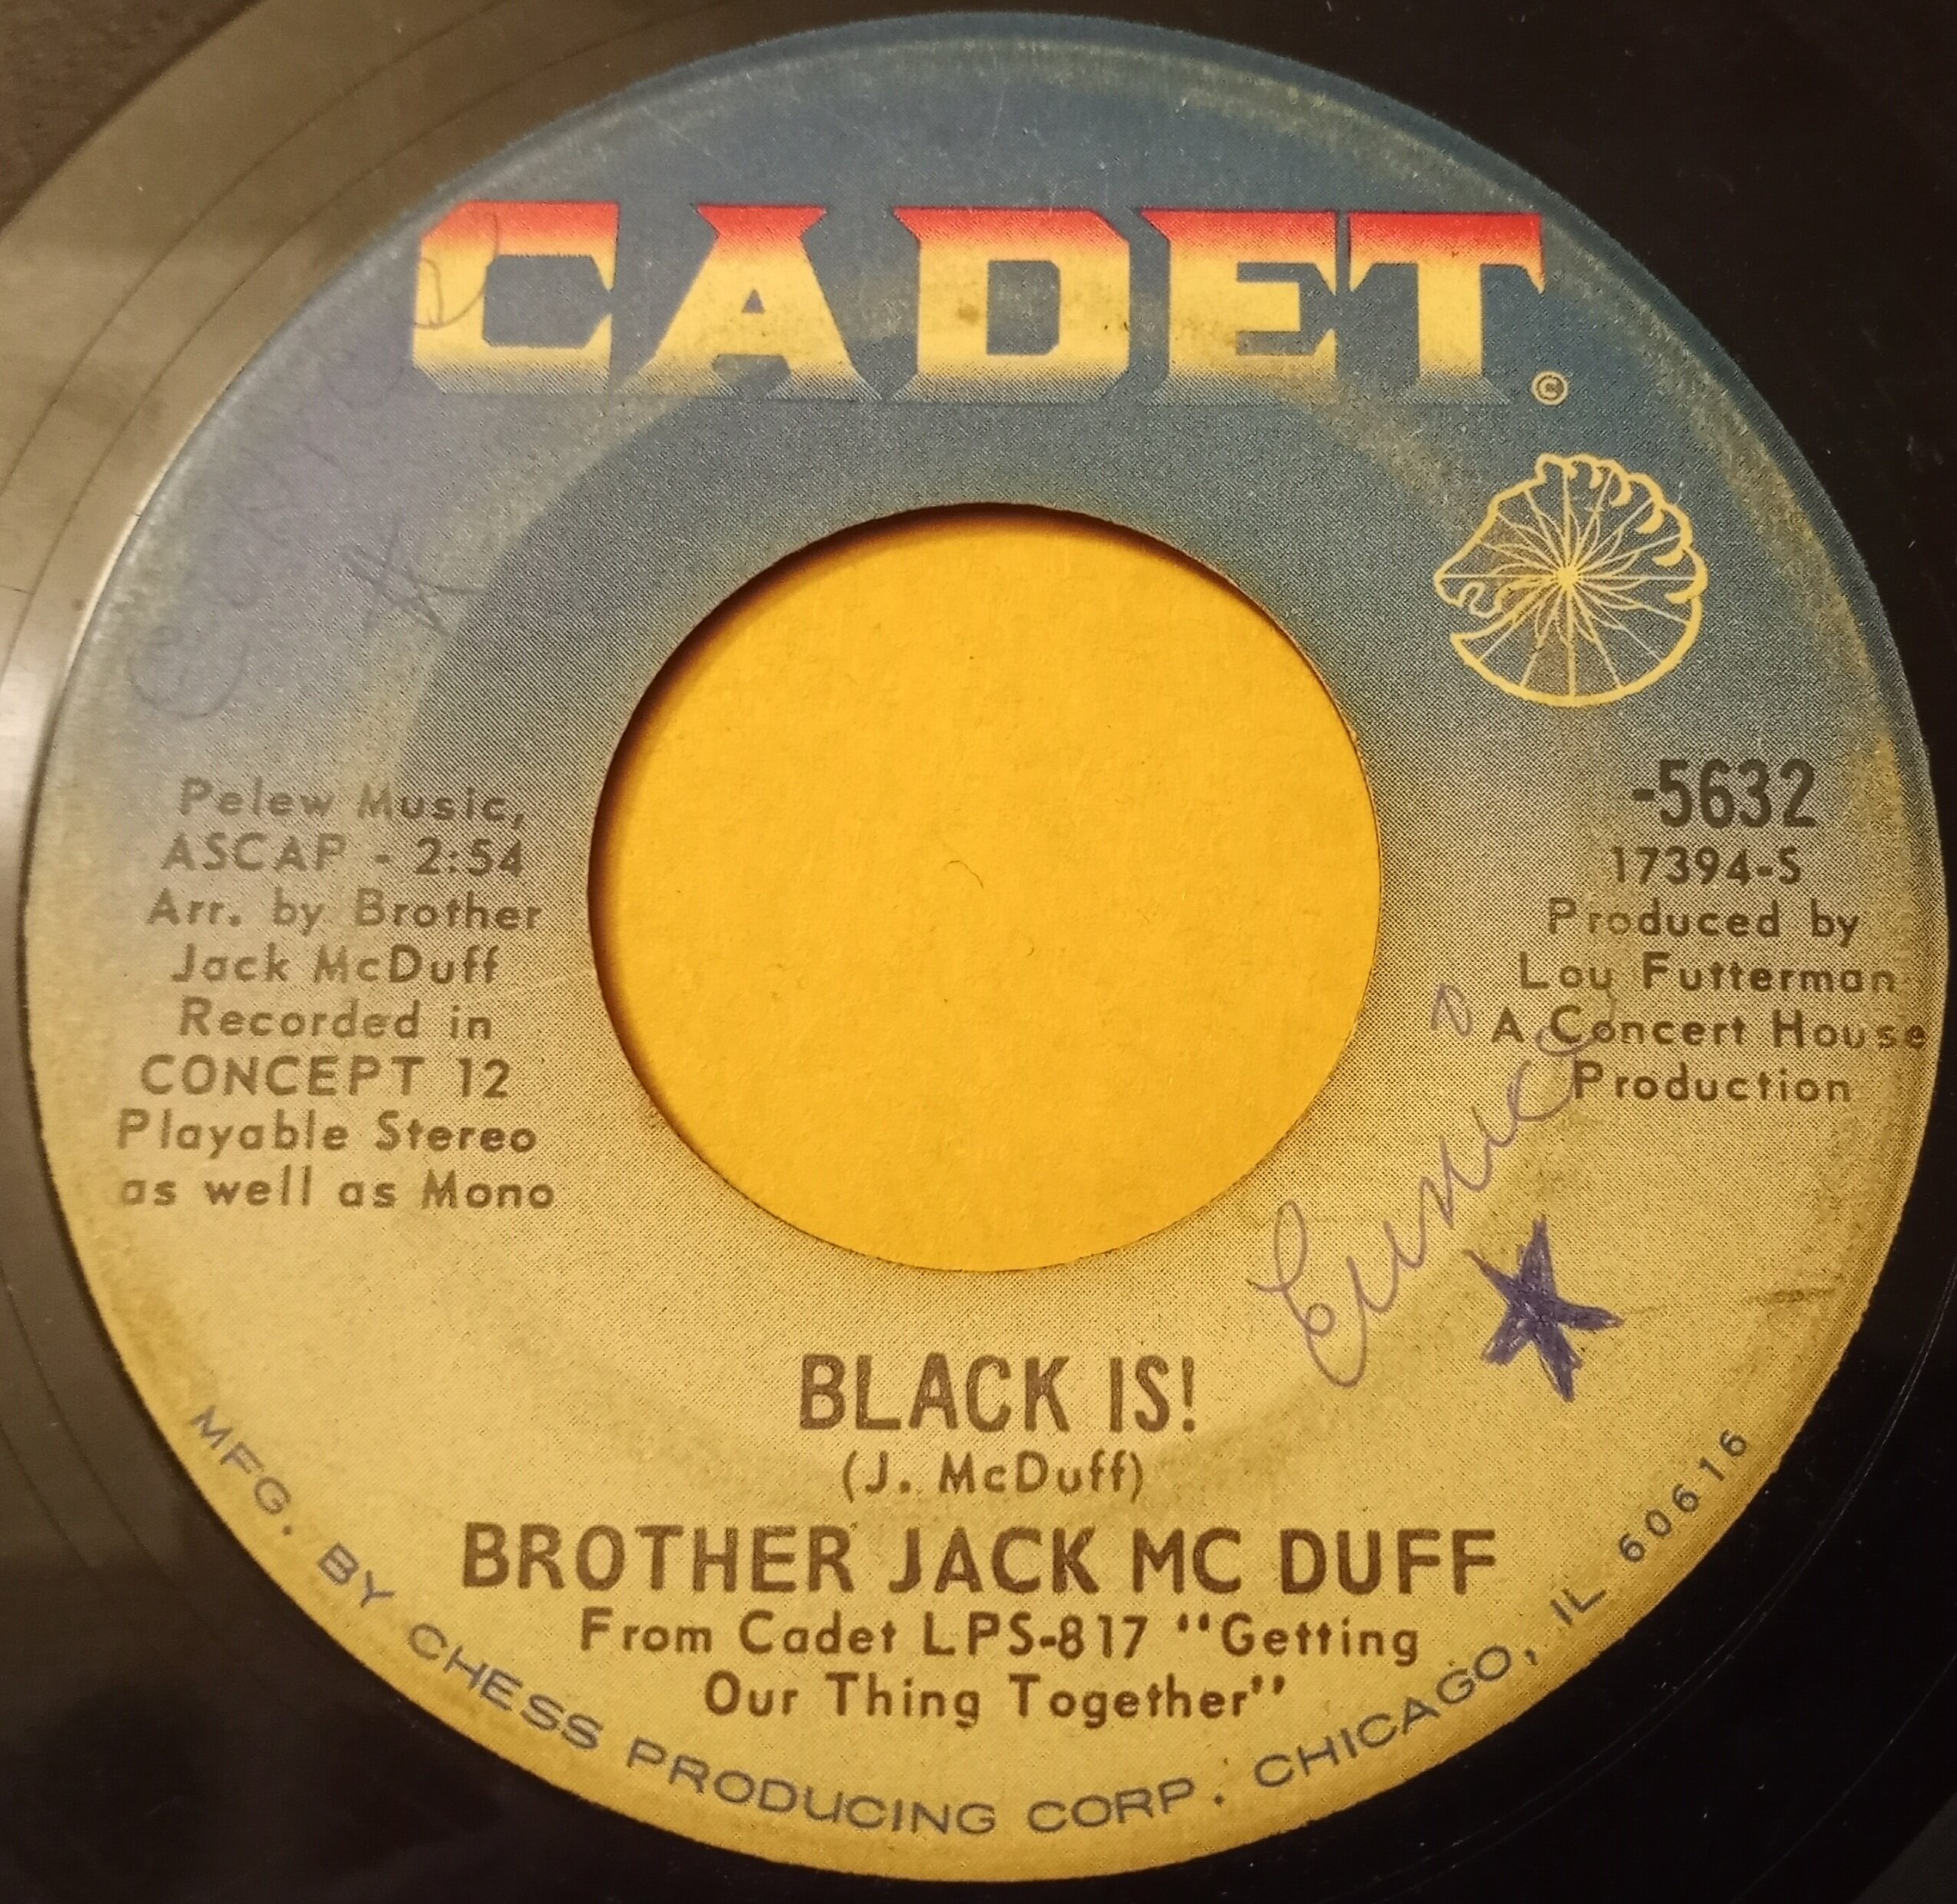 CADET
©
Pelew Music,
ASCAP - 2:54
Arr. by Brother
Jack McDuff
Recorded in
CONCEPT 12
Playable Stereo
as well as Mono
-5632
17394-S
Produced by
Lou Futterman
A Concert House
Production
Eunice
BLACK IS!
(J. McDuff)
BROTHER JACK MC DUFF
From Cadet LPS-817 "Getting
Our Thing Together"
MFG. BY CHESS PRODUCING CORP. CHICAGO, IL 60616